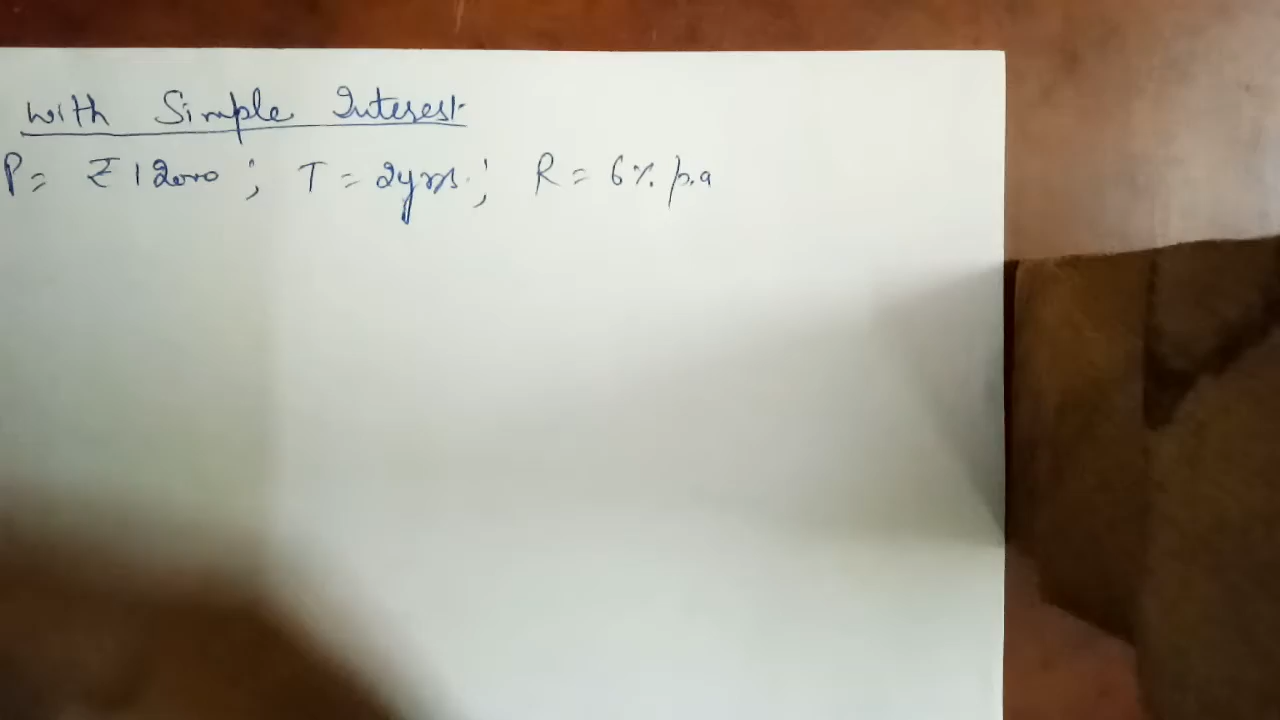 with Simple Interest
P = ₹ 12000 ; T = 2yrs. ; R = 6% p.a